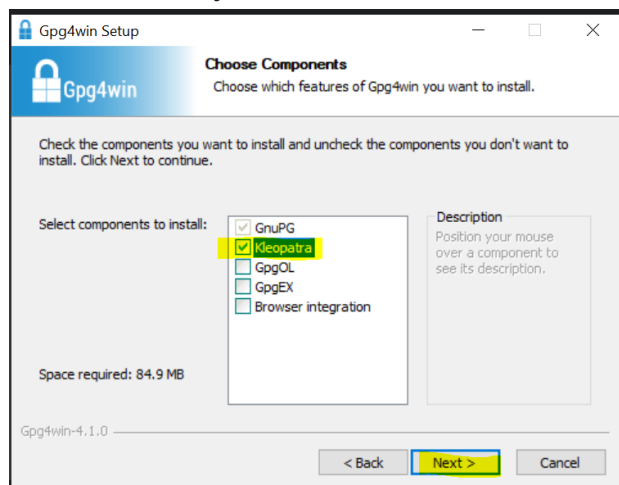 Gpg4win Setup
Choose Components
Gpg4win
Choose which features of Gpg4win you want to install.
Check the components you want to install and uncheck the components you don't want to
install. Click Next to continue.
Select components to install:
GnuPG
Kleopatra
GpgOL
GpgEX
Browser integration
Description
Position your mouse
over a component to
see its description.
Space required: 84.9 MB
Gpg4win-4.1.0
< Back
Next >
Cancel